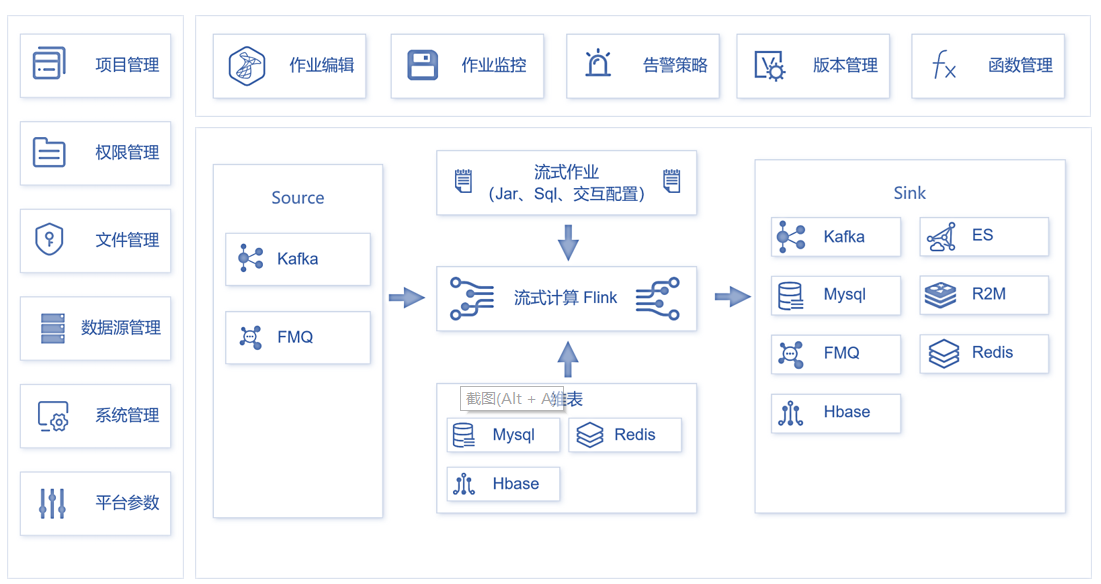 项目管理
权限管理
文件管理
数据源管理
系统管理
平台参数
作业编辑
作业监控
告警策略
版本管理
函数管理
Source
Kafka
FMQ
流式作业
(Jar、Sql、交互配置)
流式计算 Flink
截图(Alt + A
维表
Mysql
Redis
Hbase
Sink
Kafka
ES
Mysql
R2M
FMQ
Redis
Hbase